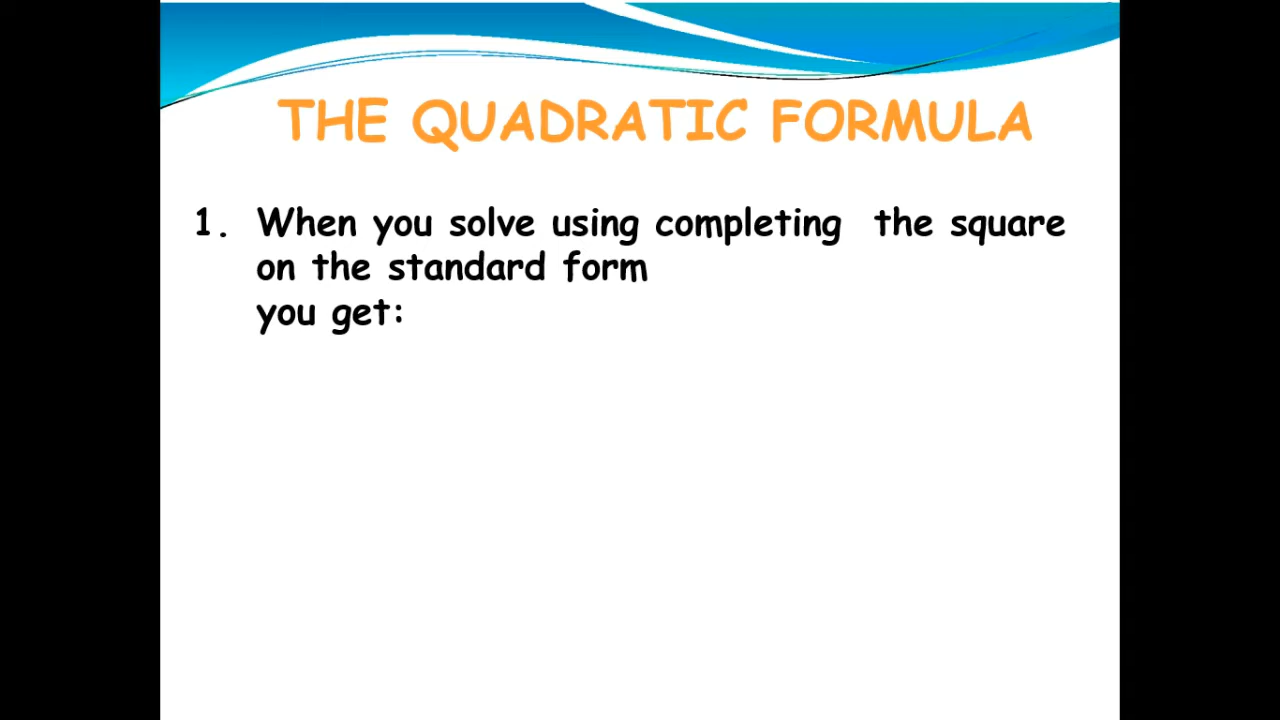 THE QUADRATIC FORMULA
1. When you solve using completing the square
on the standard form
you get: